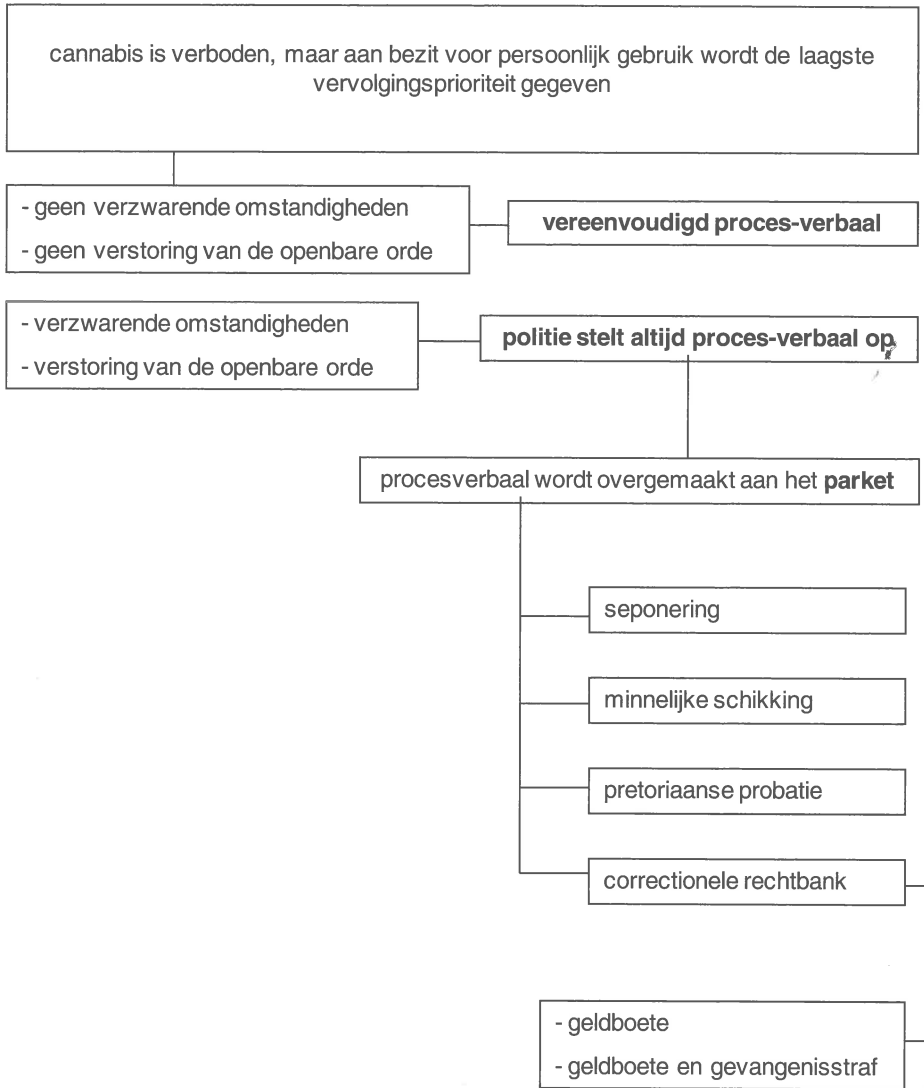 cannabis is verboden, maar aan bezit voor persoonlijk gebruik wordt de laagste
vervolgingsprioriteit gegeven
- geen verzwarende omstandigheden
- geen verstoring van de openbare orde
vereenvoudigd proces-verbaal
- verzwarende omstandigheden
- verstoring van de openbare orde
politie stelt altijd proces-verbaal op
procesverbaal wordt overgemaakt aan het parket
seponering
minnelijke schikking
pretoriaanse probatie
correctionele rechtbank
- geldboete
- geldboete en gevangenisstraf